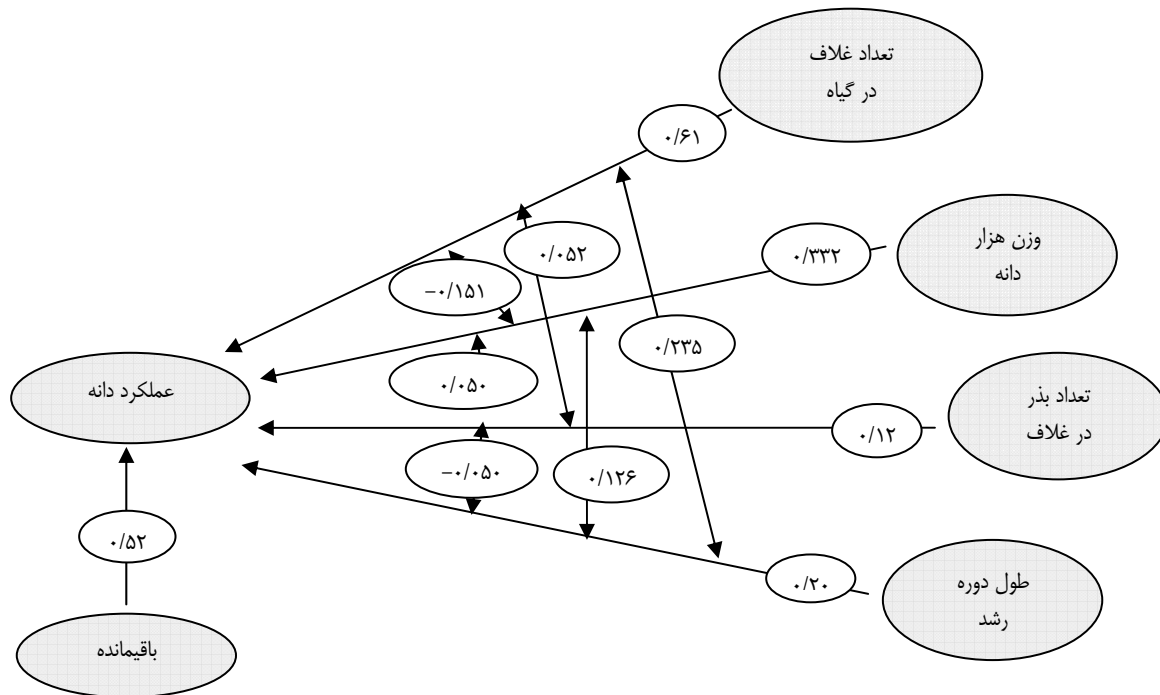 تعداد غلاف
در گیاه
۰/۶۱
وزن هزار
دانه
۰/۳۳۲
۰/۰۵۲
−۰/۱۵۱
۰/۲۳۵
۰/۰۵۰
عملکرد دانه
تعداد بذر
در غلاف
۰/۱۲
−۰/۰۵۰
۰/۱۲۶
۰/۵۲
طول دوره
رشد
۰/۲۰
باقیمانده